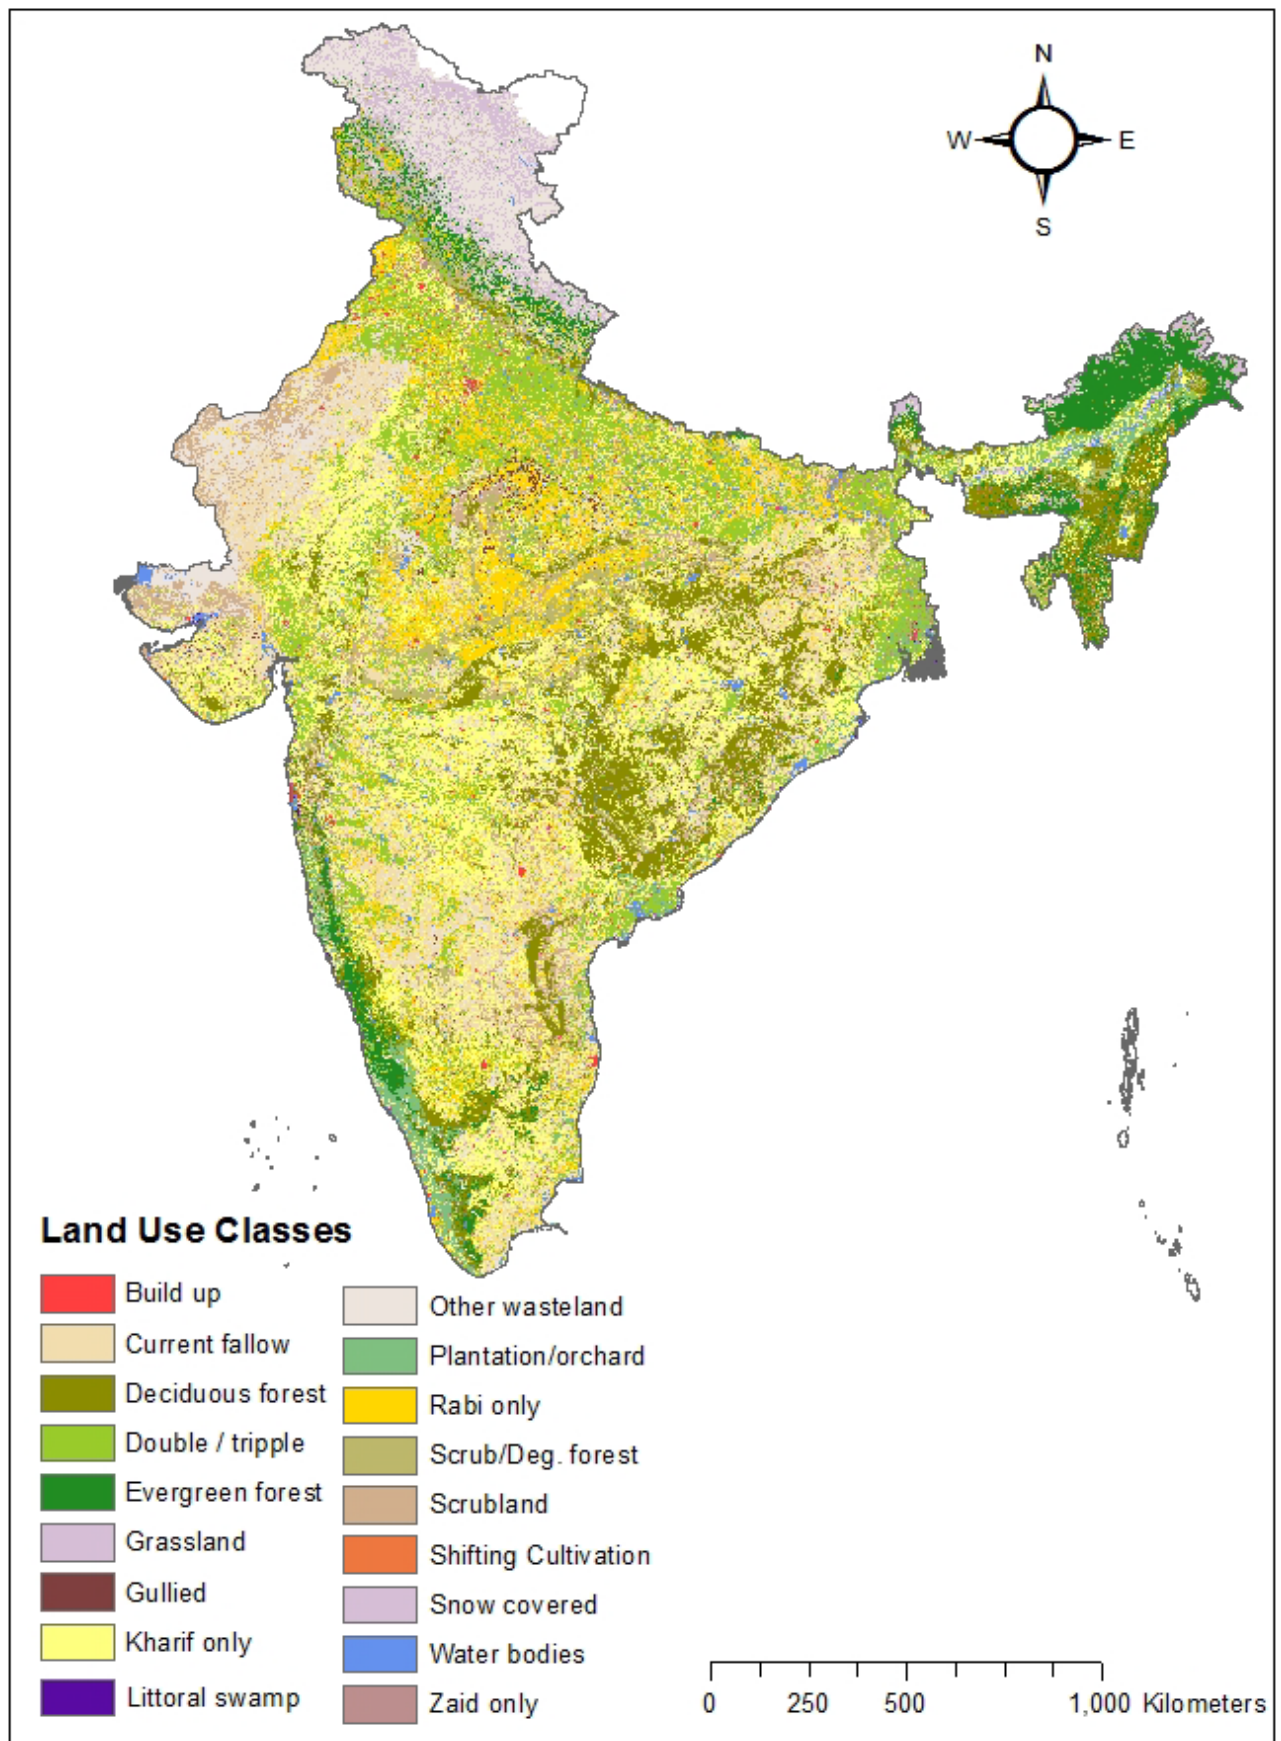 N
W E
S
Land Use Classes
Build up
Current fallow
Deciduous forest
Double / tripple
Evergreen forest
Grassland
Gullied
Kharif only
Littoral swamp
Other wasteland
Plantation/orchard
Rabi only
Scrub/Deg. forest
Scrubland
Shifting Cultivation
Snow covered
Water bodies
Zaid only
0 250 500 1,000 Kilometers